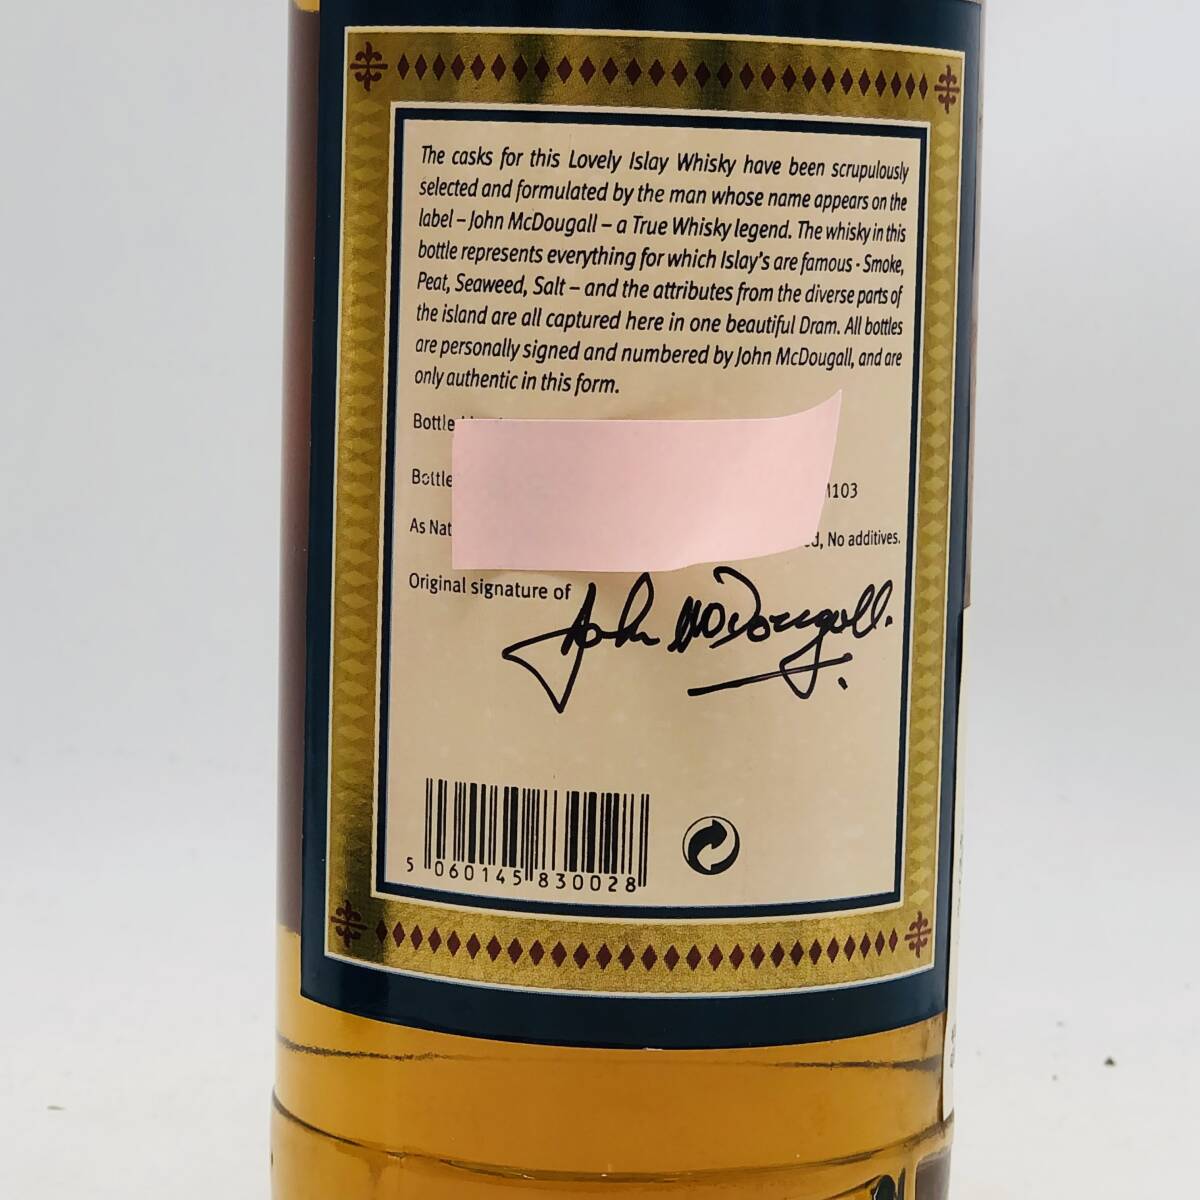 The casks for this Lovely Islay Whisky have been scrupulously
selected and formulated by the man whose name appears on the
label – John McDougall – a True Whisky legend. The whisky in this
bottle represents everything for which Islay's are famous - Smoke,
Peat, Seaweed, Salt – and the attributes from the diverse parts of
the island are all captured here in one beautiful Dram. All bottles
are personally signed and numbered by John McDougall, and are
only authentic in this form.
Bottle
Bottle 1103
As Nat d, No additives.
Original signature of John McDougall.
5 060145 830028